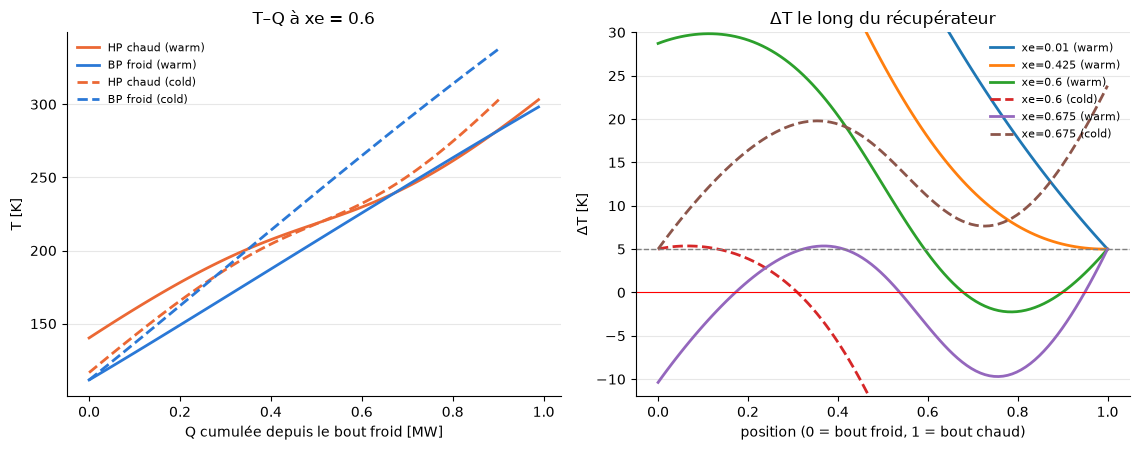 T–Q à xe = 0.6
HP chaud (warm)
BP froid (warm)
HP chaud (cold)
BP froid (cold)
T [K]
300
250
200
150
0.0 0.2 0.4 0.6 0.8 1.0
Q cumulée depuis le bout froid [MW]
ΔT le long du récupérateur
xe=0.01 (warm)
xe=0.425 (warm)
xe=0.6 (warm)
xe=0.6 (cold)
xe=0.675 (warm)
xe=0.675 (cold)
ΔT [K]
30
25
20
15
10
5
0
−5
−10
0.0 0.2 0.4 0.6 0.8 1.0
position (0 = bout froid, 1 = bout chaud)